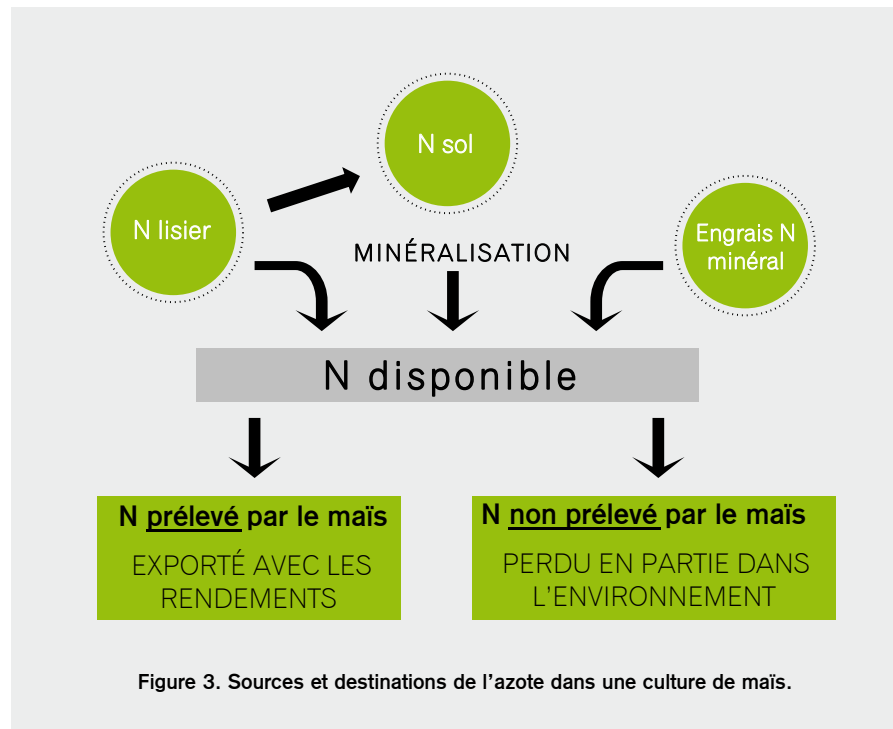 N sol
N lisier
Engrais N
minéral
MINÉRALISATION
N disponible
N prélevé par le maïs
EXPORTÉ AVEC LES
RENDEMENTS
N non prélevé par le maïs
PERDU EN PARTIE DANS
L'ENVIRONNEMENT
Figure 3. Sources et destinations de l'azote dans une culture de maïs.